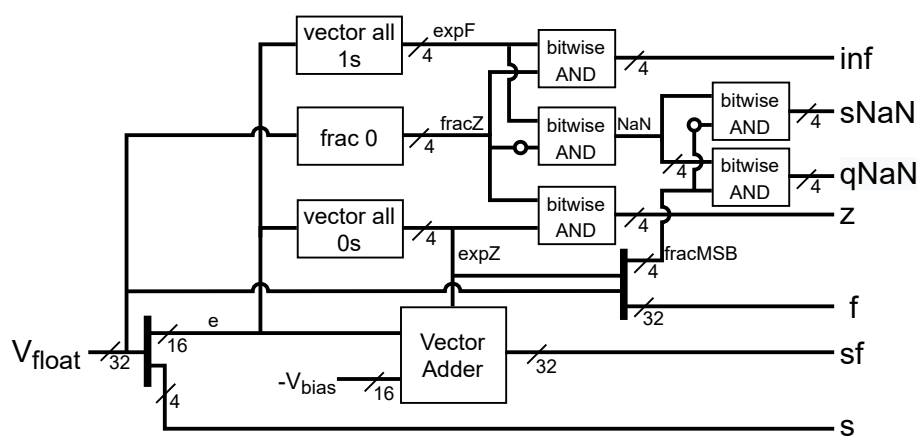 vector all
1s
expF
4
bitwise
AND
4
inf
frac 0
fracZ
4
bitwise
AND
NaN
bitwise
AND
4
sNaN
4
bitwise
AND
4
qNaN
vector all
0s
4
expZ
bitwise
AND
4
z
4
fracMSB
32
f
V_float
32
e
16
Vector
Adder
32
sf
-V_bias
16
4
s